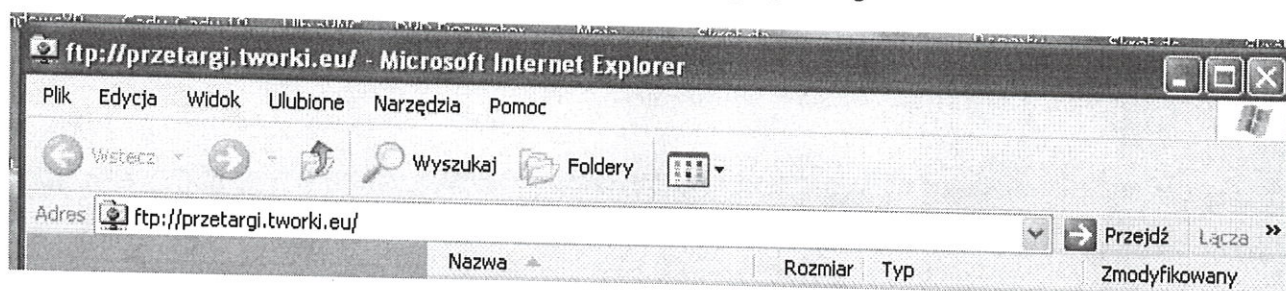 ftp://przetargi.tworki.eu/ - Microsoft Internet Explorer
Plik Edycja Widok Ulubione Narzędzia Pomoc
Wstecz Wyszukaj Foldery
Adres ftp://przetargi.tworki.eu/ Przejdź Łącza »
Nazwa Rozmiar Typ Zmodyfikowany